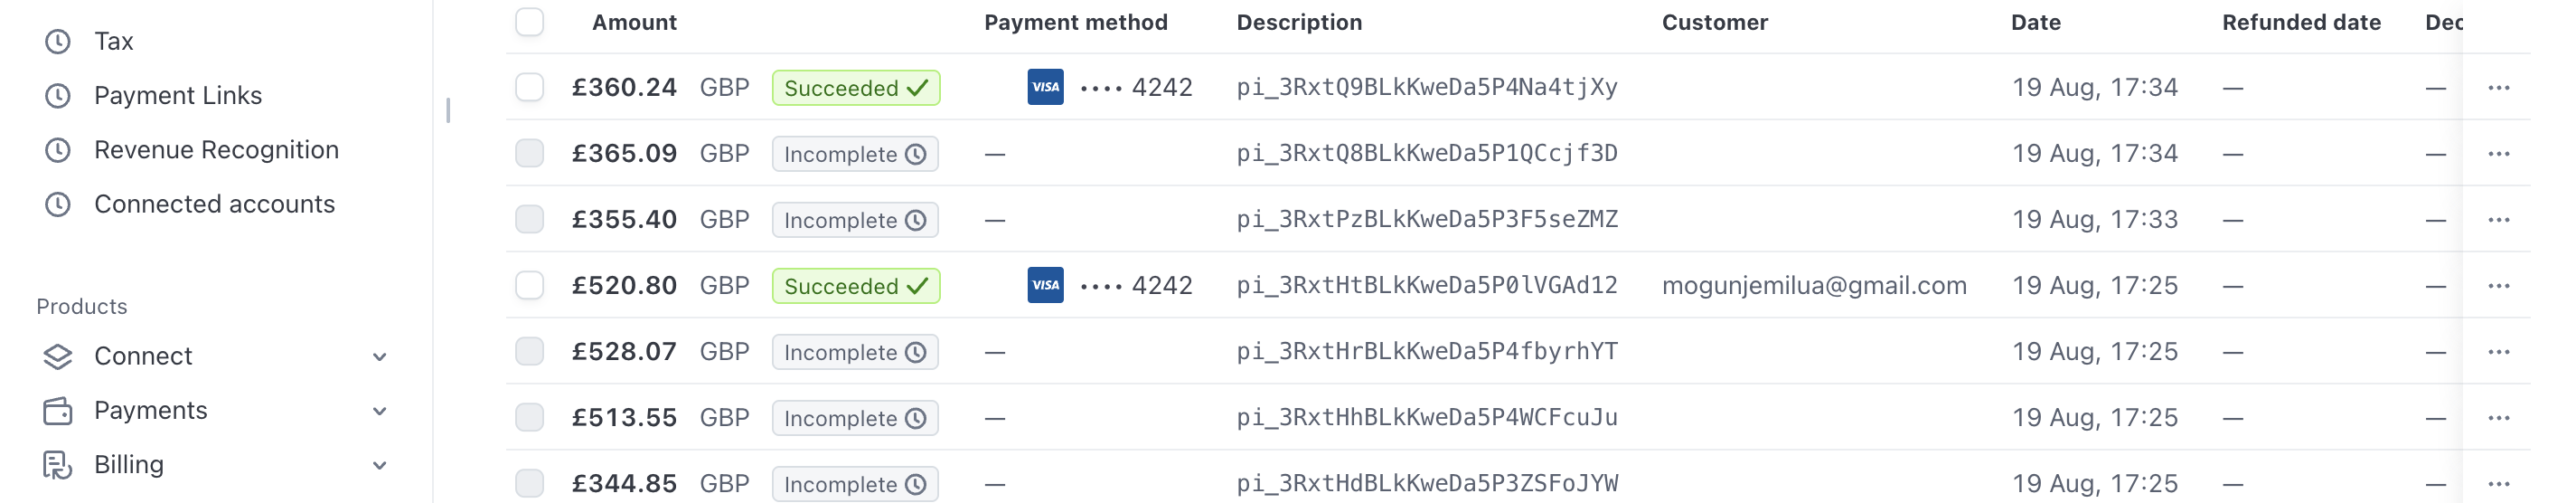 Tax
Payment Links
Revenue Recognition
Connected accounts
Products
Connect
Payments
Billing
Amount Payment method Description Customer Date Refunded date Dec
£360.24 GBP Succeeded VISA •••• 4242 pi_3RxtQ9BLkKweDa5P4Na4tjXy 19 Aug, 17:34 — — ···
£365.09 GBP Incomplete — pi_3RxtQ8BLkKweDa5P1QCcjf3D 19 Aug, 17:34 — — ···
£355.40 GBP Incomplete — pi_3RxtPzBLkKweDa5P3F5seZMZ 19 Aug, 17:33 — — ···
£520.80 GBP Succeeded VISA •••• 4242 pi_3RxtHtBLkKweDa5P0lVGAd12 mogunjemilua@gmail.com 19 Aug, 17:25 — — ···
£528.07 GBP Incomplete — pi_3RxtHrBLkKweDa5P4fbyrhYT 19 Aug, 17:25 — — ···
£513.55 GBP Incomplete — pi_3RxtHhBLkKweDa5P4WCFcuJu 19 Aug, 17:25 — — ···
£344.85 GBP Incomplete — pi_3RxtHdBLkKweDa5P3ZSFoJYW 19 Aug, 17:25 — — ···